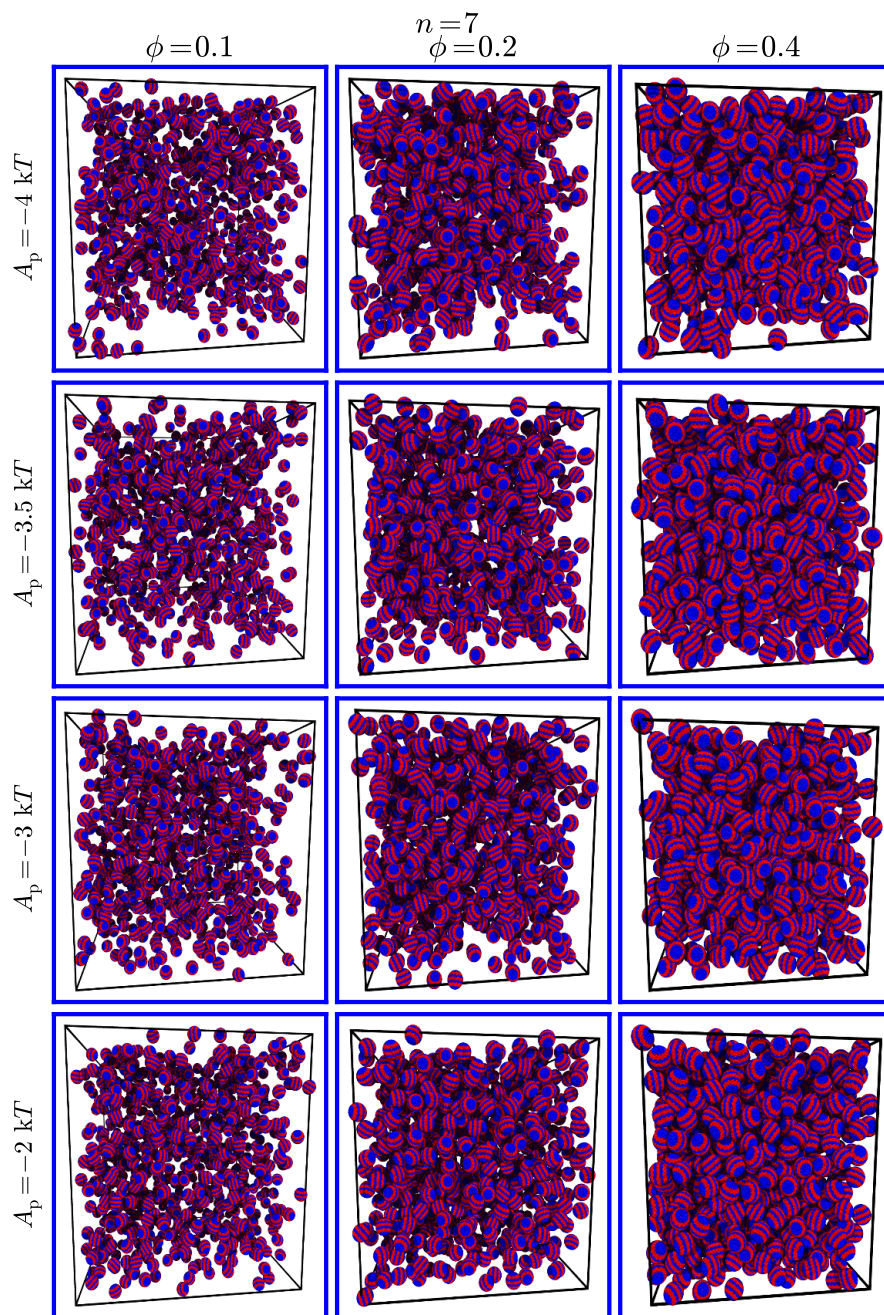 n=7
ϕ=0.1 ϕ=0.2 ϕ=0.4
A_p=−4 kT
A_p=−3.5 kT
A_p=−3 kT
A_p=−2 kT